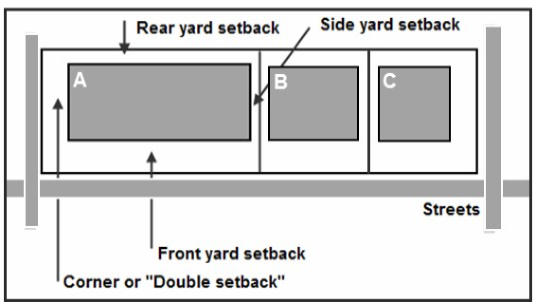 Rear yard setback
Side yard setback
A
B
C
Streets
Front yard setback
Corner or "Double setback"